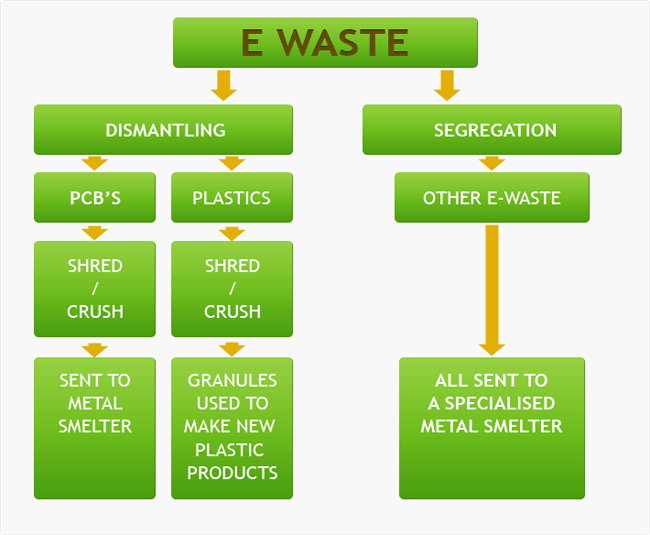 E WASTE
DISMANTLING
SEGREGATION
PCB'S
PLASTICS
OTHER E-WASTE
SHRED
/
CRUSH
SHRED
/
CRUSH
SENT TO
METAL
SMELTER
GRANULES
USED TO
MAKE NEW
PLASTIC
PRODUCTS
ALL SENT TO
A SPECIALISED
METAL SMELTER